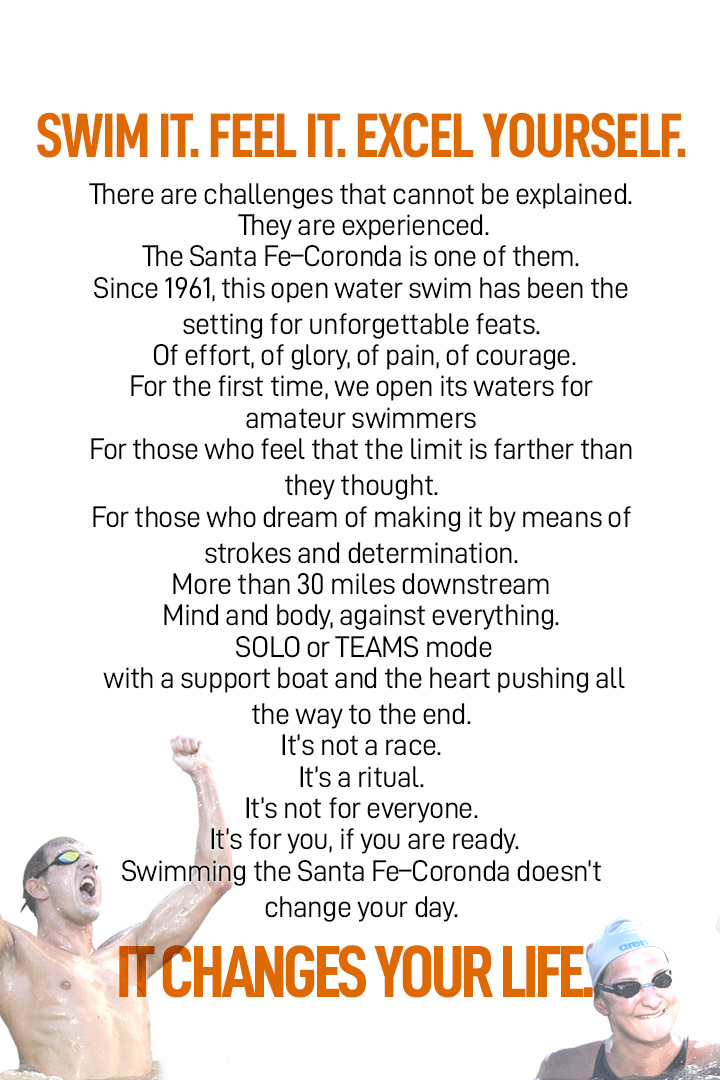 SWIM IT. FEEL IT. EXCEL YOURSELF.
There are challenges that cannot be explained.
They are experienced.
The Santa Fe–Coronda is one of them.
Since 1961, this open water swim has been the
setting for unforgettable feats.
Of effort, of glory, of pain, of courage.
For the first time, we open its waters for
amateur swimmers
For those who feel that the limit is farther than
they thought.
For those who dream of making it by means of
strokes and determination.
More than 30 miles downstream
Mind and body, against everything.
SOLO or TEAMS mode
with a support boat and the heart pushing all
the way to the end.
It's not a race.
It's a ritual.
It's not for everyone.
It's for you, if you are ready.
Swimming the Santa Fe–Coronda doesn't
change your day.
IT CHANGES YOUR LIFE.
arena